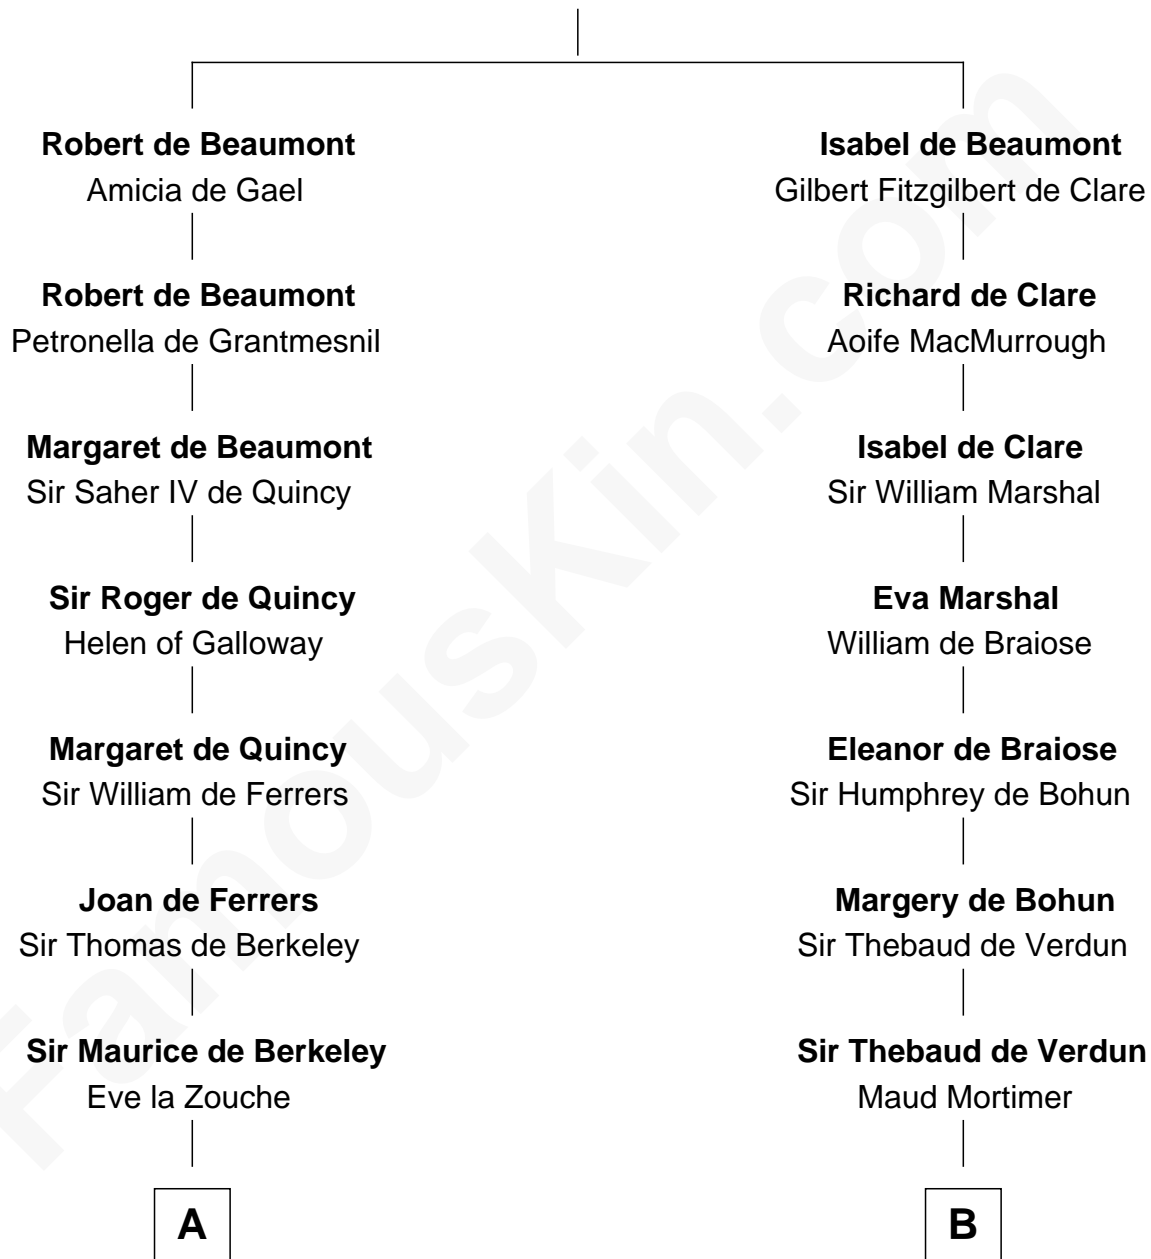 Robert de Beaumont
Amicia de Gael
Robert de Beaumont
Petronella de Grantmesnil
Margaret de Beaumont
Sir Saher IV de Quincy
Sir Roger de Quincy
Helen of Galloway
Margaret de Quincy
Sir William de Ferrers
Joan de Ferrers
Sir Thomas de Berkeley
Sir Maurice de Berkeley
Eve la Zouche
A
Isabel de Beaumont
Gilbert Fitzgilbert de Clare
Richard de Clare
Aoife MacMurrough
Isabel de Clare
Sir William Marshal
Eva Marshal
William de Braiose
Eleanor de Braiose
Sir Humphrey de Bohun
Margery de Bohun
Sir Thebaud de Verdun
Sir Thebaud de Verdun
Maud Mortimer
B
FamousKin.com